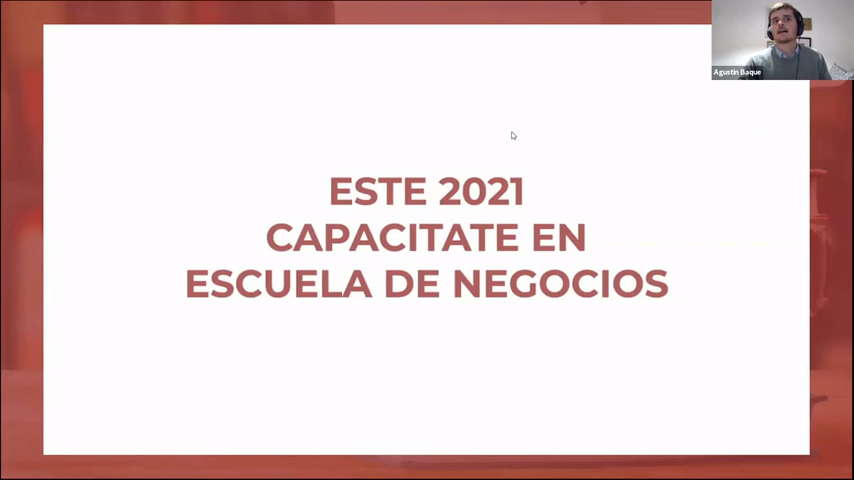 Agustin Baque
ESTE 2021
CAPACITATE EN
ESCUELA DE NEGOCIOS